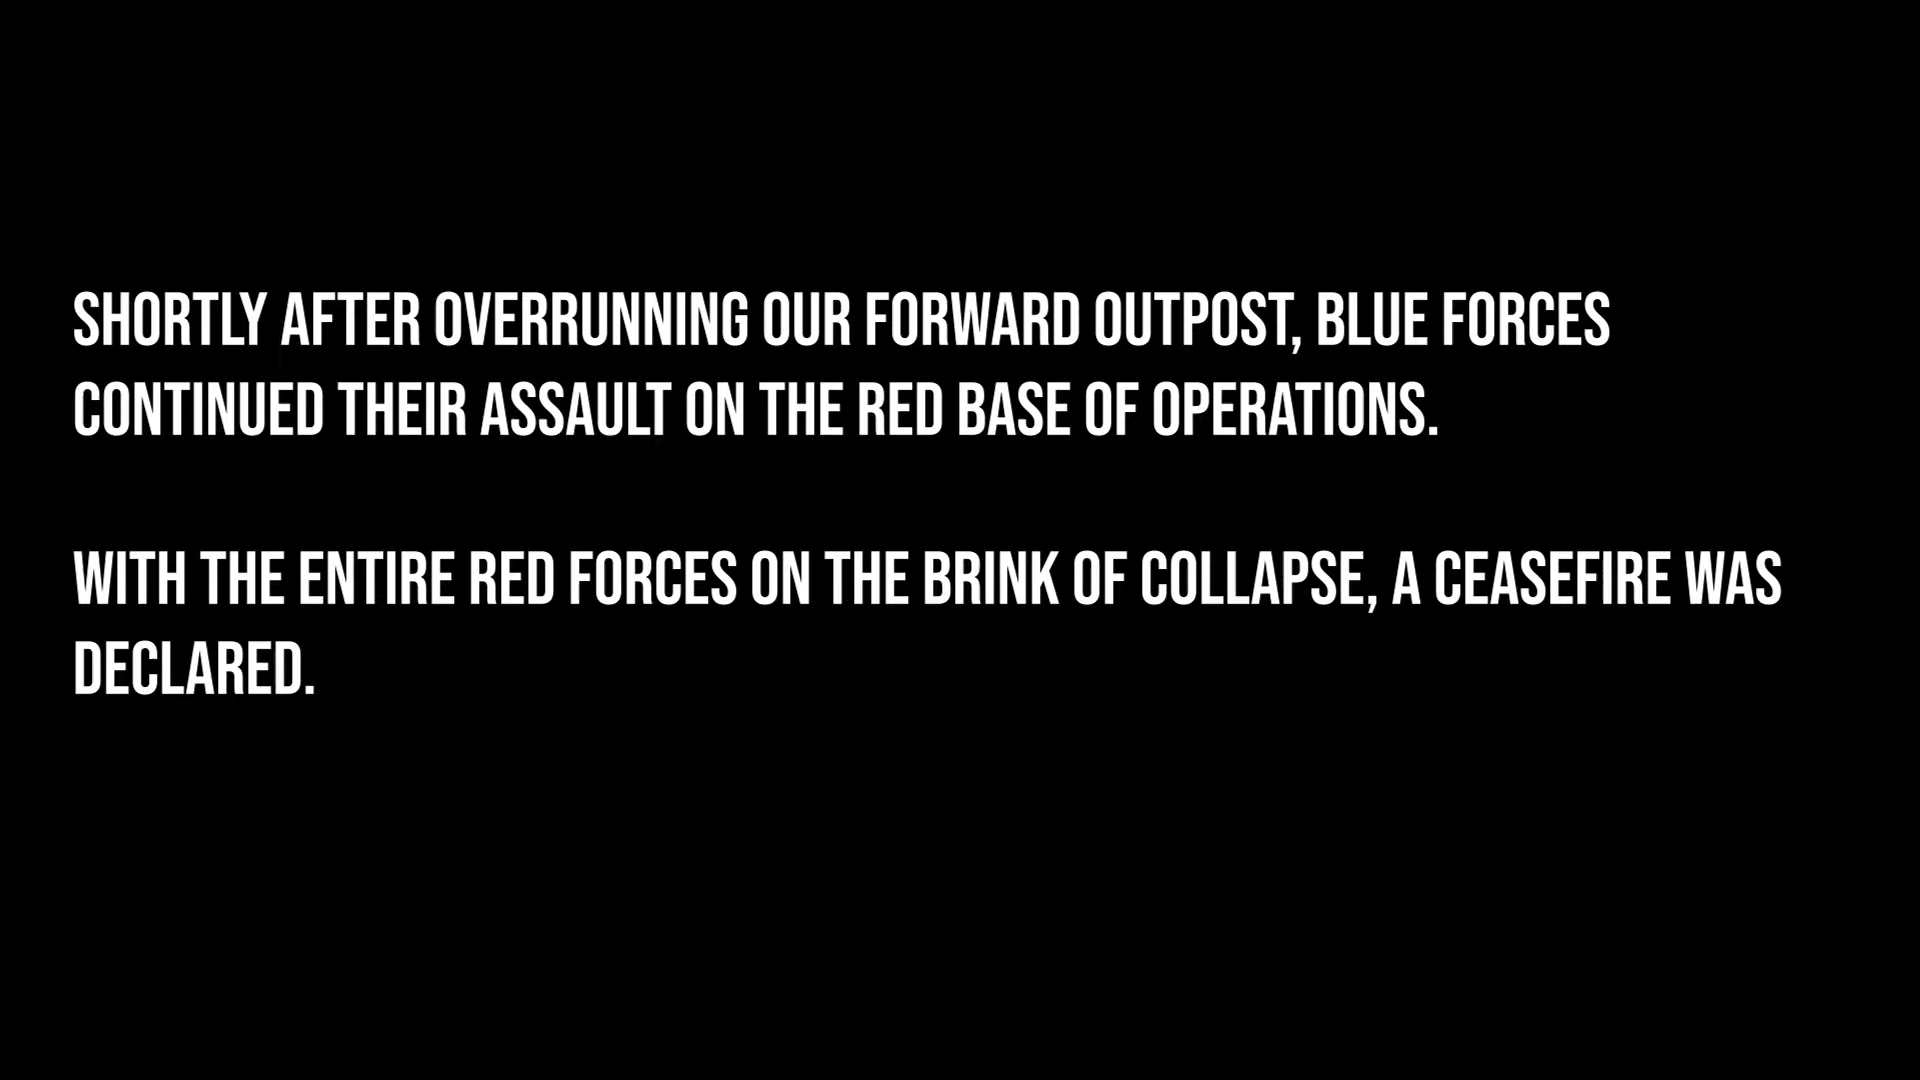 SHORTLY AFTER OVERRUNNING OUR FORWARD OUTPOST, BLUE FORCES
CONTINUED THEIR ASSAULT ON THE RED BASE OF OPERATIONS.
WITH THE ENTIRE RED FORCES ON THE BRINK OF COLLAPSE, A CEASEFIRE WAS
DECLARED.